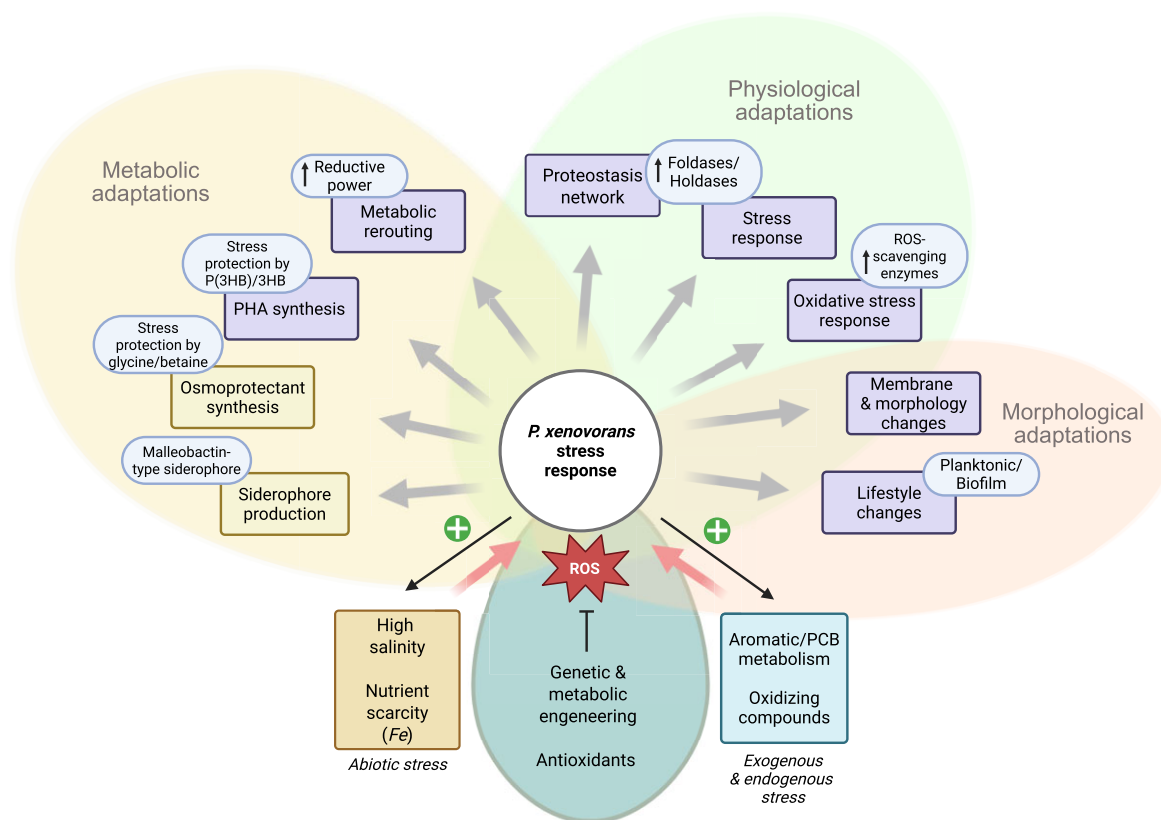 Physiological
adaptations
Metabolic
adaptations
Reductive
power
Metabolic
rerouting
Proteostasis
network
Foldases/
Holdases
Stress
response
Stress
protection by
P(3HB)/3HB
PHA synthesis
ROS-
scavenging
enzymes
Oxidative stress
response
Stress
protection by
glycine/betaine
Osmoprotectant
synthesis
Membrane
& morphology
changes
Morphological
adaptations
P. xenovorans
stress
response
Malleobactin-
type siderophore
Siderophore
production
Planktonic/
Biofilm
Lifestyle
changes
ROS
High
salinity
Nutrient
scarcity
(Fe)
Abiotic stress
Genetic &
metabolic
engeneering
Antioxidants
Aromatic/PCB
metabolism
Oxidizing
compounds
Exogenous
& endogenous
stress